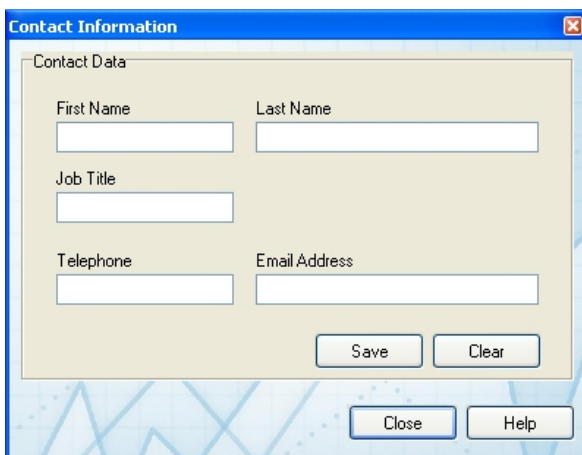 Contact Information
Contact Data
First Name
Last Name
Job Title
Telephone
Email Address
Save
Clear
Close
Help